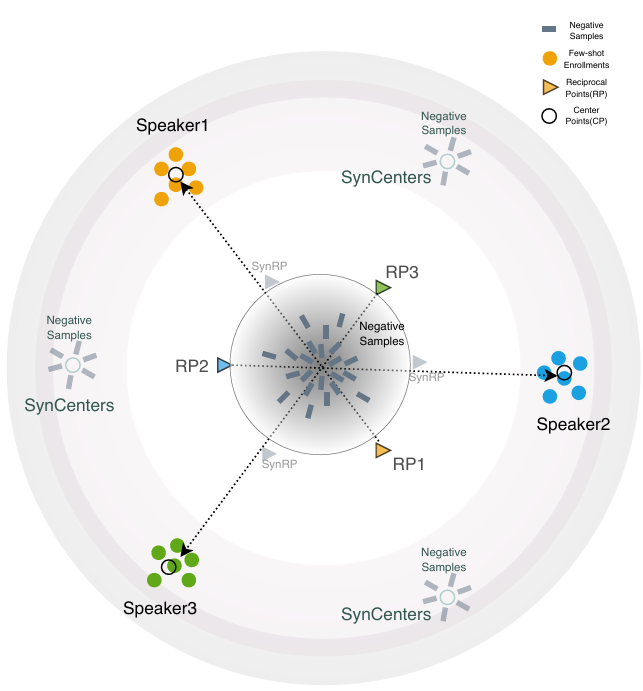 Negative
Samples
Few-shot
Enrollments
Reciprocal
Points(RP)
Center
Points(CP)
Speaker1
Negative
Samples
SynCenters
SynRP
RP3
Negative
Samples
Negative
Samples
RP2
SynRP
SynCenters
Speaker2
SynRP
RP1
Negative
Samples
Speaker3
SynCenters